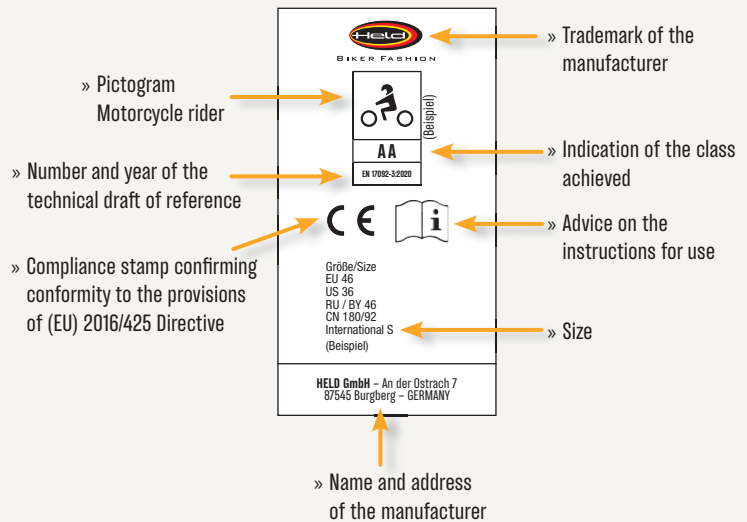 Held
BIKER FASHION
» Trademark of the
manufacturer
» Pictogram
Motorcycle rider
(Beispiel)
AA
» Indication of the class
achieved
EN 17092-3:2020
» Number and year of the
technical draft of reference
CE
i
» Advice on the
instructions for use
» Compliance stamp confirming
conformity to the provisions
of (EU) 2016/425 Directive
Größe/Size
EU 46
US 36
RU / BY 46
CN 180/92
International S
(Beispiel)
» Size
HELD GmbH – An der Ostrach 7
87545 Burgberg – GERMANY
» Name and address
of the manufacturer